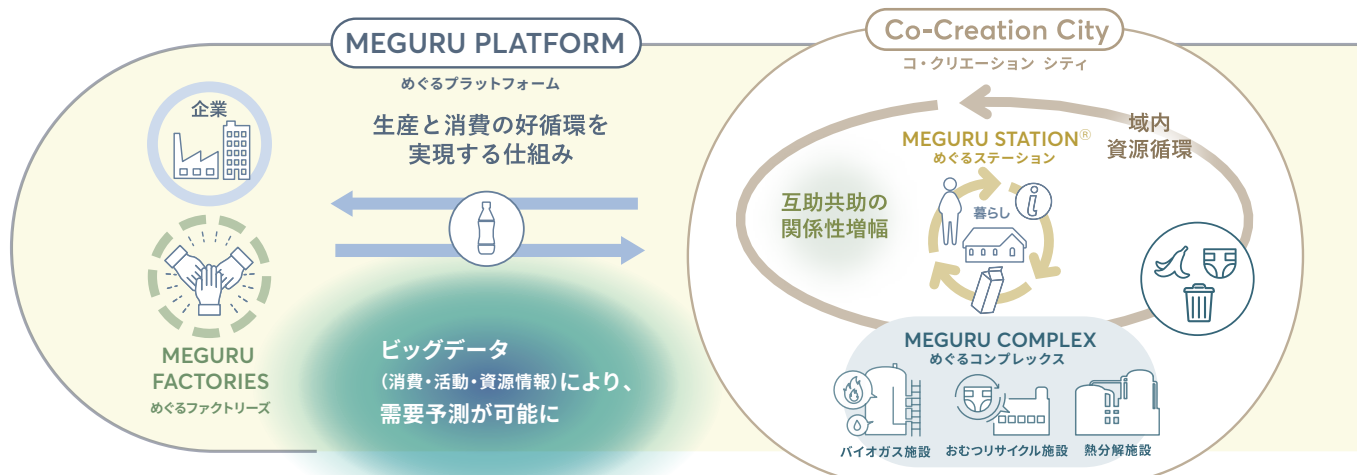 MEGURU PLATFORM
めぐるプラットフォーム
生産と消費の好循環を
実現する仕組み
企業
MEGURU
FACTORIES
めぐるファクトリーズ
ビッグデータ
(消費・活動・資源情報)により、
需要予測が可能に
Co-Creation City
コ・クリエーション シティ
域内
資源循環
MEGURU STATION®
めぐるステーション
互助共助の
関係性増幅
暮らし
i
MEGURU COMPLEX
めぐるコンプレックス
バイオガス施設
おむつリサイクル施設
熱分解施設